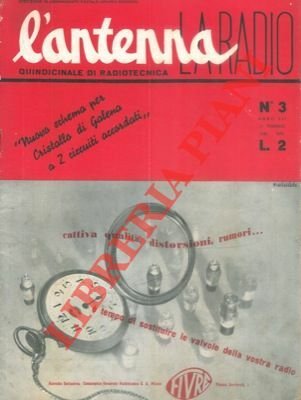 l'antenna
LA RADIO
QUINDICINALE DI RADIOTECNICA
"Nuovo schema per
Cristallo di Galena
a 2 circuiti accordati"
N° 3
L. 2
LIBRERIA PIANI
cattiva qualità, distorsioni, rumori...
tempo di sostituire le valvole della vostra radio
FIVRE